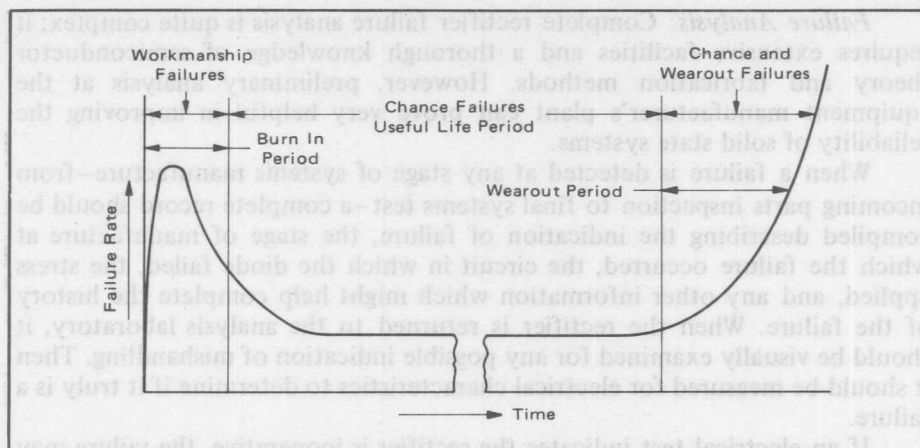 Workmanship
Failures
Chance and
Wearout Failures
Chance Failures
Useful Life Period
Burn In
Period
Wearout Period
Failure Rate
Time
Failure Analysis: Complete rectifier failure analysis is quite complex; it
equires facilities and a thorough knowledge of semiconductor
heory and fabrication methods. However, preliminary analysis at the
equipment manufacturer's plant can prove very helpful in improving the
eliability of solid state systems.
When a failure is detected at any stage of systems manufacture—from
ncoming parts inspection to final systems test—a complete record should be
compiled describing the indication of failure, the stage of manufacture at
which the failure occurred, the circuit in which the diode failed, the stress
applied, and any other information which might help complete the history
of the failure. When the rectifier is returned to the analysis laboratory, it
should be visually examined for any possible indication of mishandling. Then
t should be measured for electrical characteristics to determine if it truly is a
failure.
If an electrical test indicates the rectifier is inoperative, the failure may